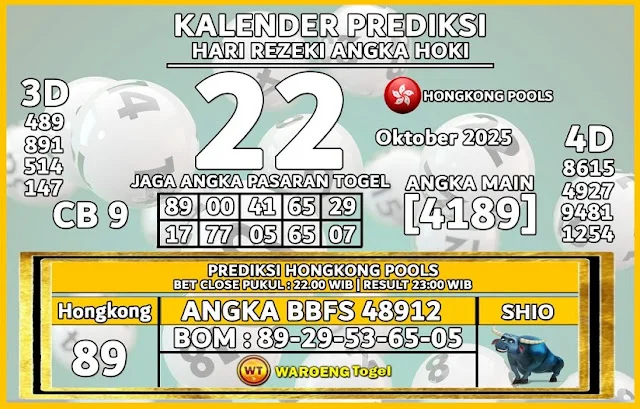 KALENDER PREDIKSI
HARI REZEKI ANGKA HOKI
3D
489
891
514
147
CB 9
22
HONGKONG POOLS
Oktober 2025
JAGA ANGKA PASARAN TOGEL
89 00 41 65 29
17 77 05 65 07
ANGKA MAIN
[4189]
4D
8615
4927
9481
1254
PREDIKSI HONGKONG POOLS
BET CLOSE PUKUL : 22.00 WIB | RESULT 23:00 WIB
Hongkong
89
ANGKA BBFS 48912
BOM : 89-29-53-65-05
WT WAROENG Togel
SHIO